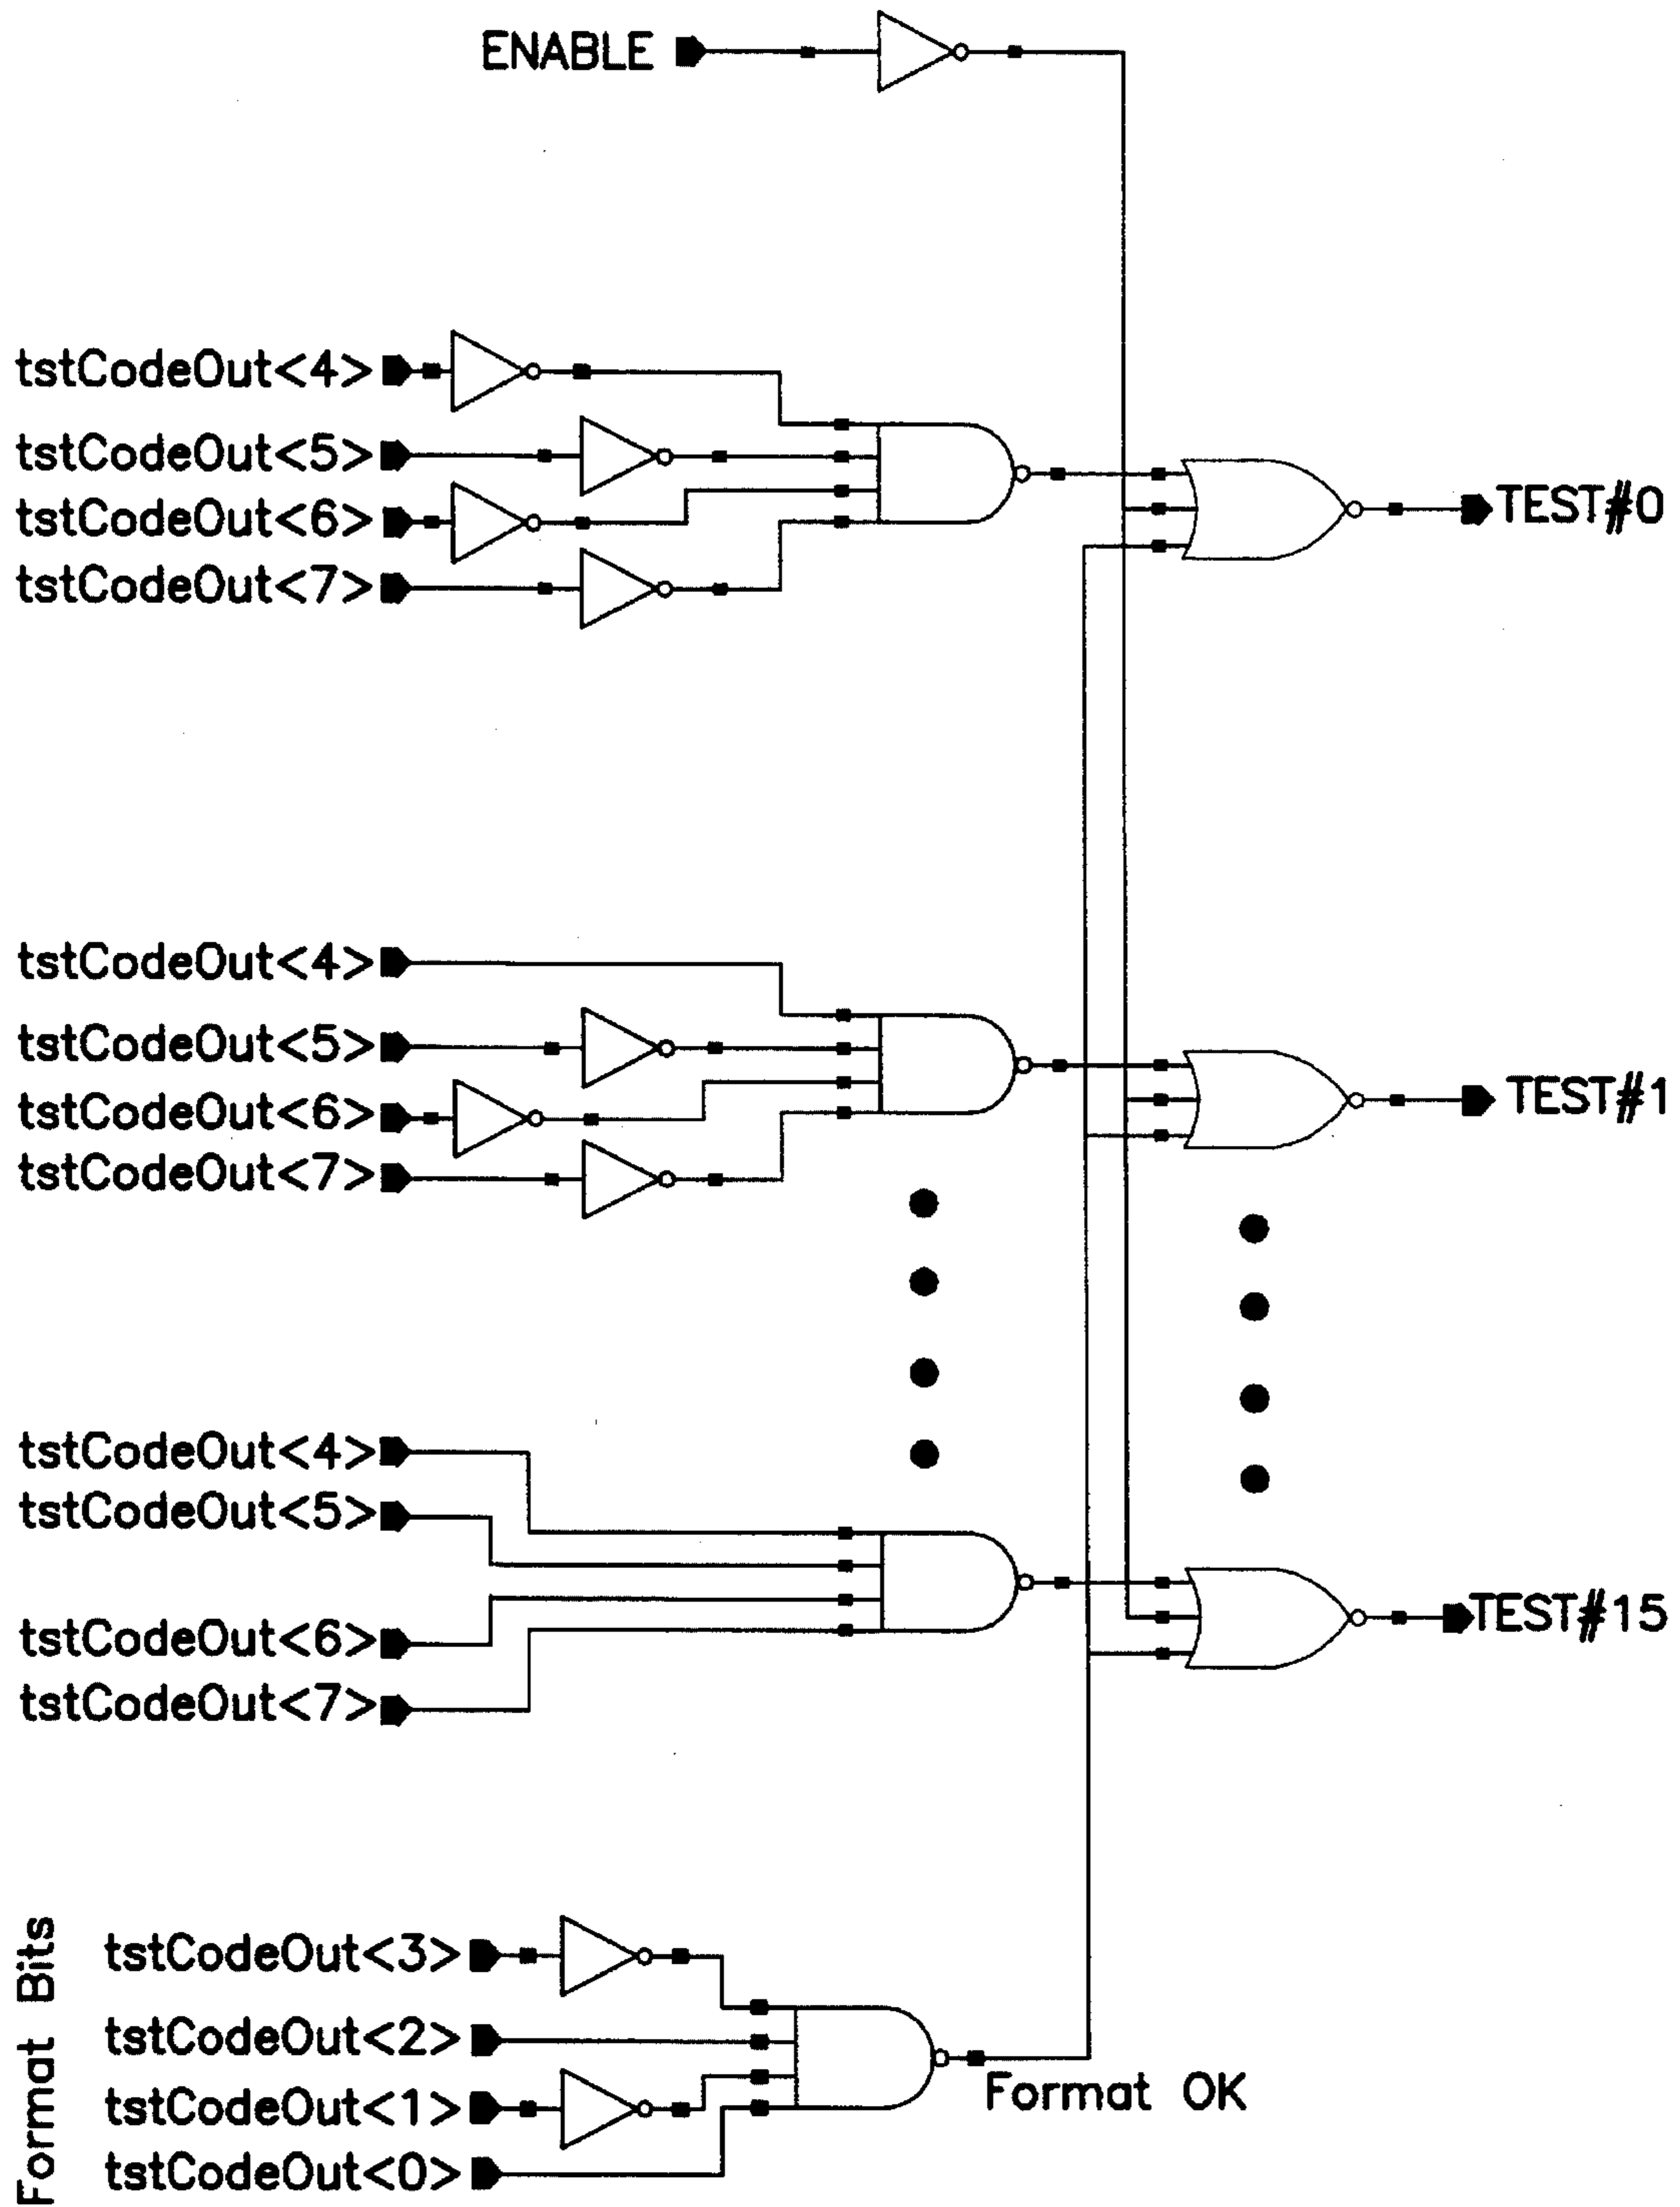 ENABLE
tstCodeOut<4>
tstCodeOut<5>
tstCodeOut<6>
tstCodeOut<7>
TEST#0
tstCodeOut<4>
tstCodeOut<5>
tstCodeOut<6>
tstCodeOut<7>
TEST#1
tstCodeOut<4>
tstCodeOut<5>
tstCodeOut<6>
tstCodeOut<7>
TEST#15
Format Bits
tstCodeOut<3>
tstCodeOut<2>
tstCodeOut<1>
tstCodeOut<0>
Format OK